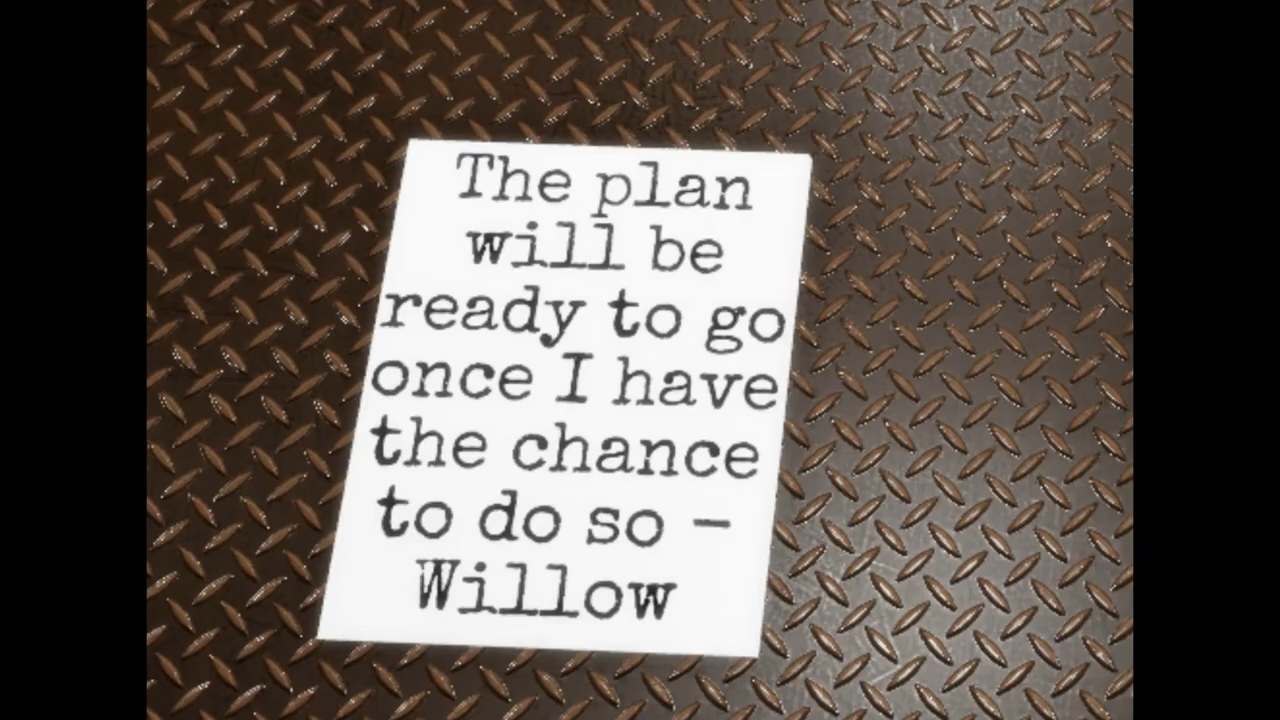 The plan
will be
ready to go
once I have
the chance
to do so -
Willow